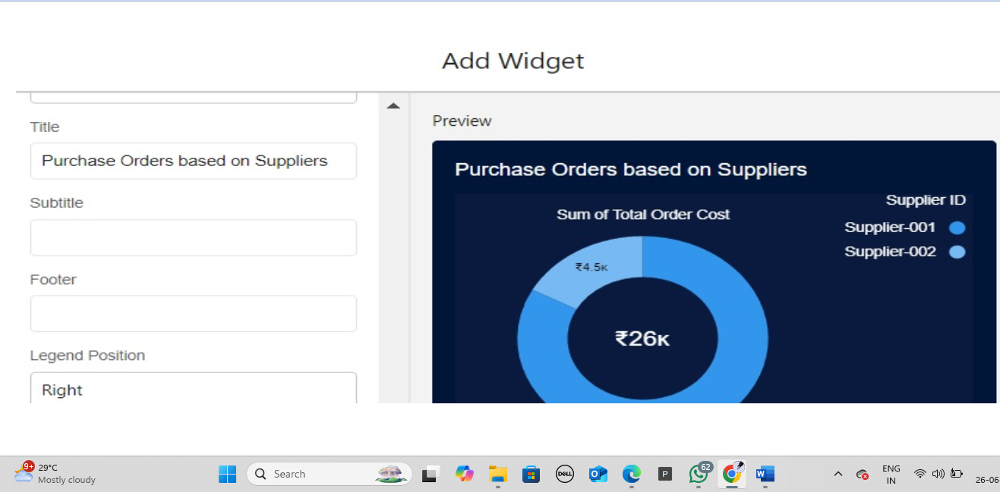 Add Widget
Title
Purchase Orders based on Suppliers
Subtitle
Footer
Legend Position
Right
Preview
Purchase Orders based on Suppliers
Supplier ID
Sum of Total Order Cost
Supplier-001
Supplier-002
₹4.5K
₹26K
9+
29°C
Mostly cloudy
Search
DELL
P
62
W
ENG
IN
26-06